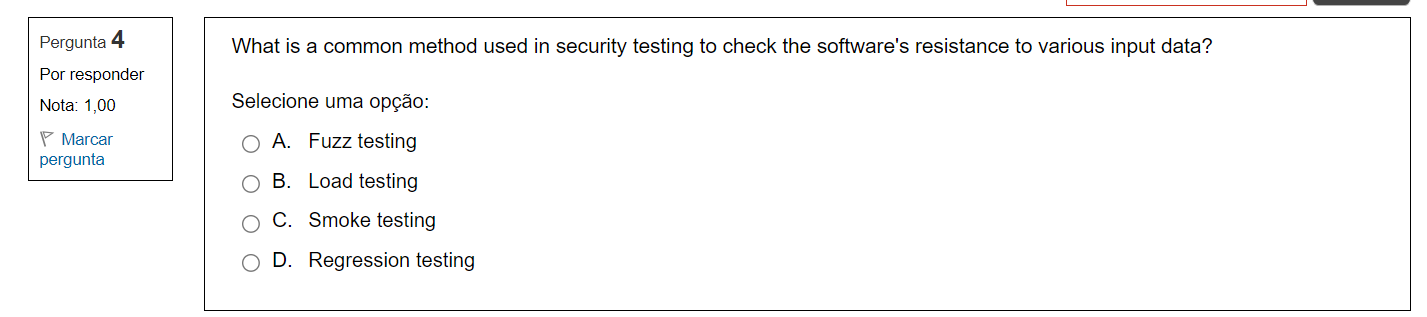 Pergunta 4
Por responder
Nota: 1,00
Marcar
pergunta
What is a common method used in security testing to check the software's resistance to various input data?
Selecione uma opção:
A. Fuzz testing
B. Load testing
C. Smoke testing
D. Regression testing